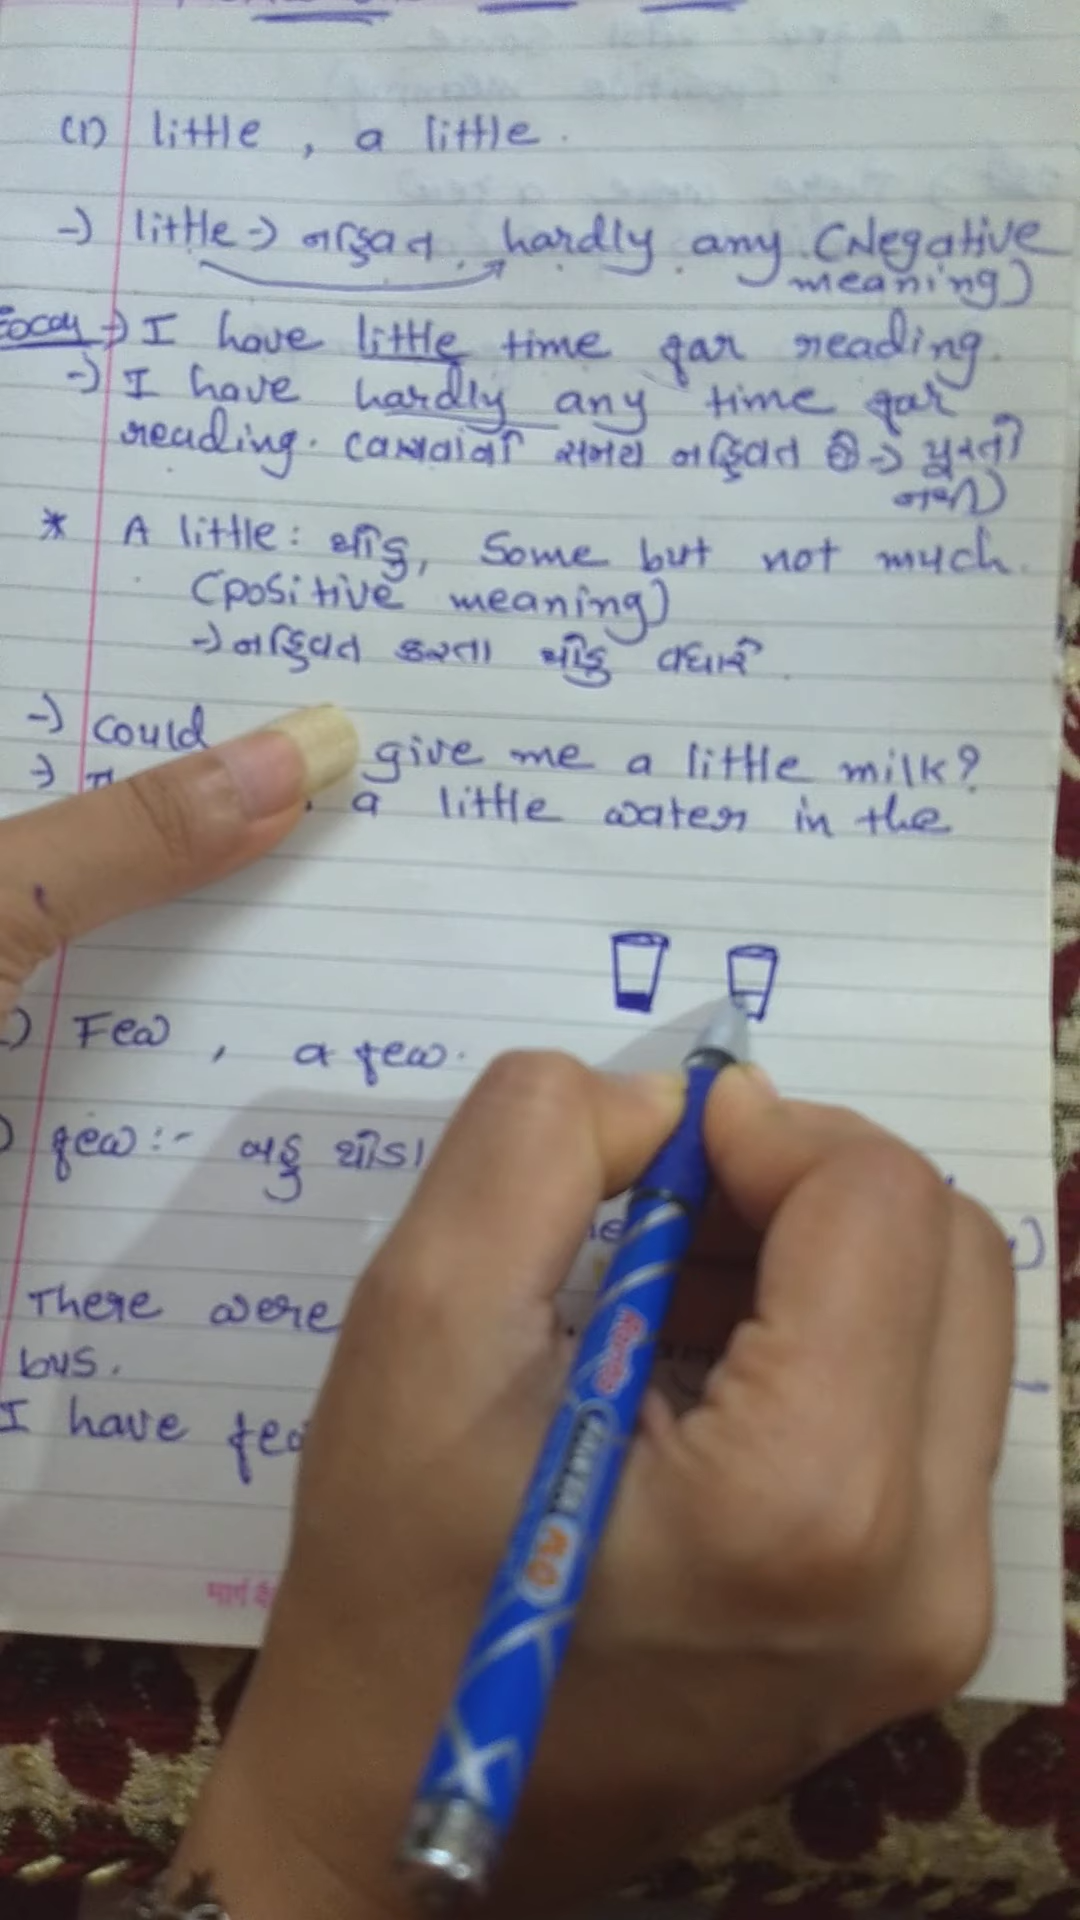 (1) little , a little .
-> little -> નહિવત , hardly any (Negative
meaning)
-> I have little time for reading.
-> I have hardly any time for
reading. (વાંચવાનો સમય નહિવત છે -> પૂરતો
નથી)
* A little : થોડું, Some but not much.
(positive meaning)
-> નહિવત કરતા થોડું વધારે .
-> could give me a little milk?
-> a little water in the
) Few , a few .
few :- બહુ થોડા
There were
bus.
I have few
मार्ग